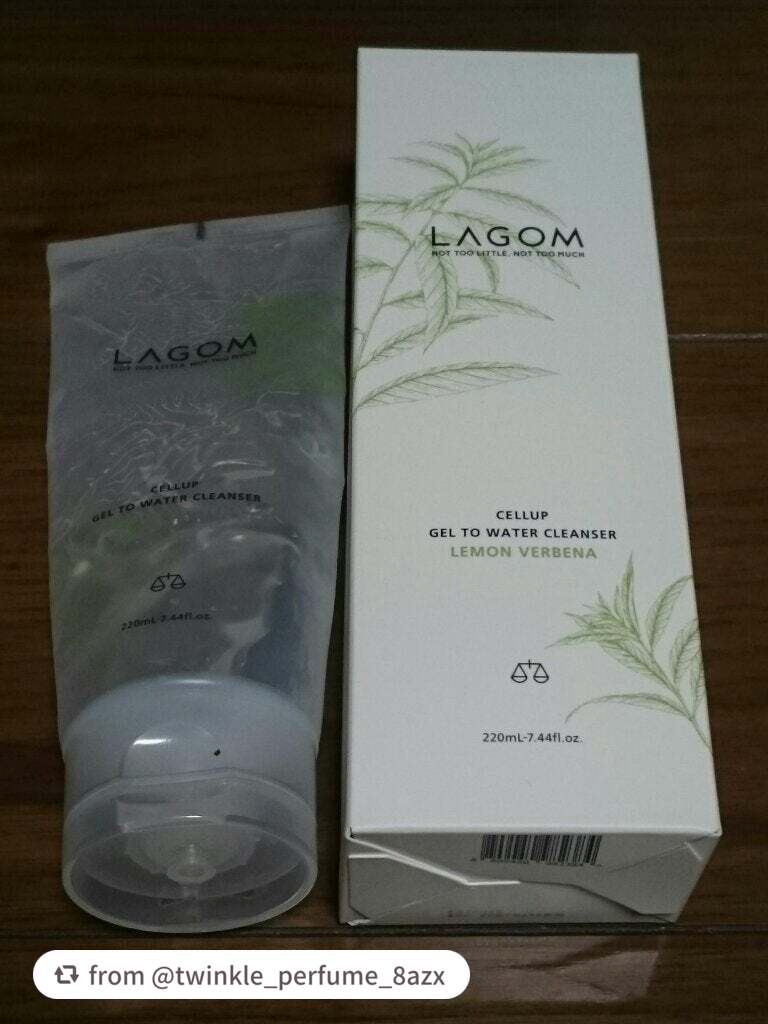 LAGOM
NOT TOO LITTLE, NOT TOO MUCH
CELLUP
GEL TO WATER CLEANSER
220mL-7.44fl.oz.
LAGOM
NOT TOO LITTLE, NOT TOO MUCH
CELLUP
GEL TO WATER CLEANSER
LEMON VERBENA
220mL-7.44fl.oz.
from @twinkle_perfume_8azx